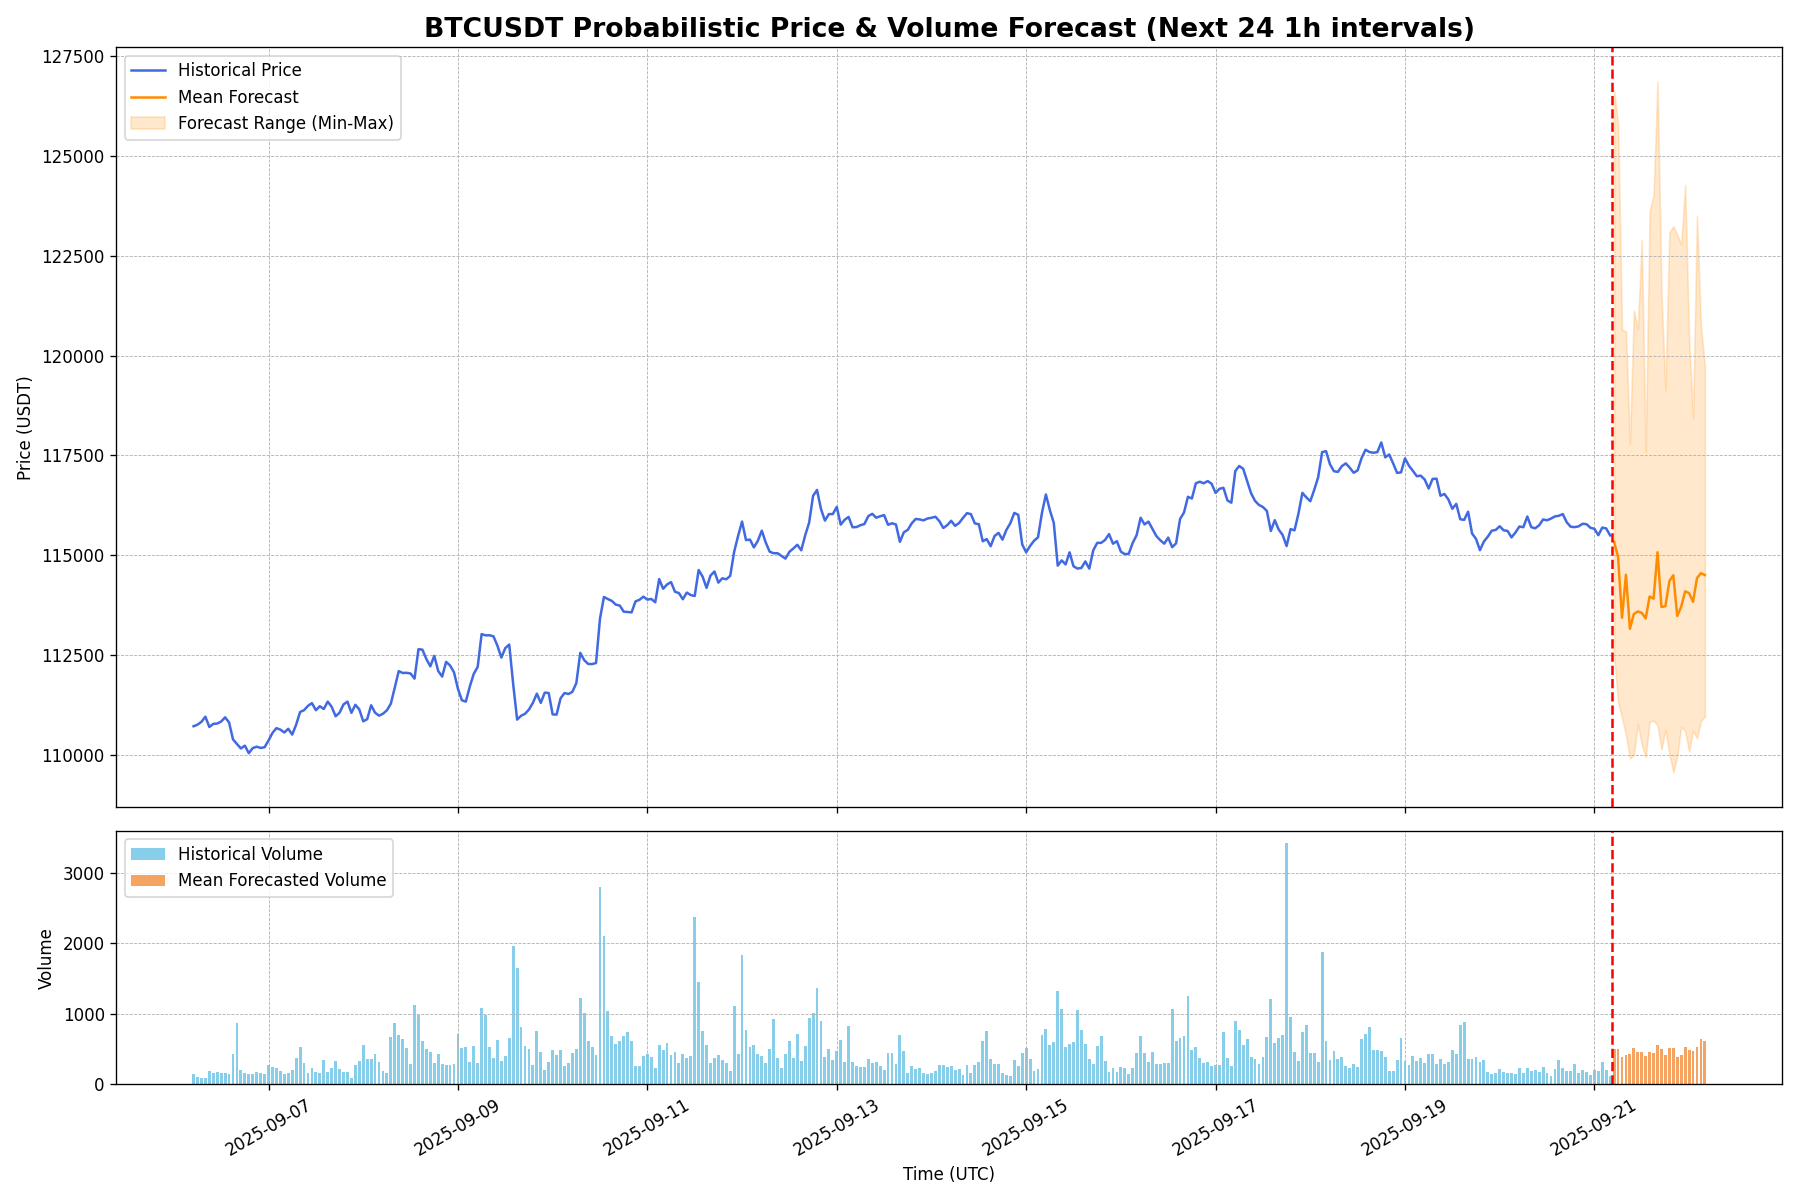 BTCUSDT Probabilistic Price & Volume Forecast (Next 24 1h intervals)
127500
125000
122500
120000
117500
115000
112500
110000
Price (USDT)
Historical Price
Mean Forecast
Forecast Range (Min-Max)
3000
2000
1000
0
Volume
Historical Volume
Mean Forecasted Volume
2025-09-07
2025-09-09
2025-09-11
2025-09-13
2025-09-15
2025-09-17
2025-09-19
2025-09-21
Time (UTC)